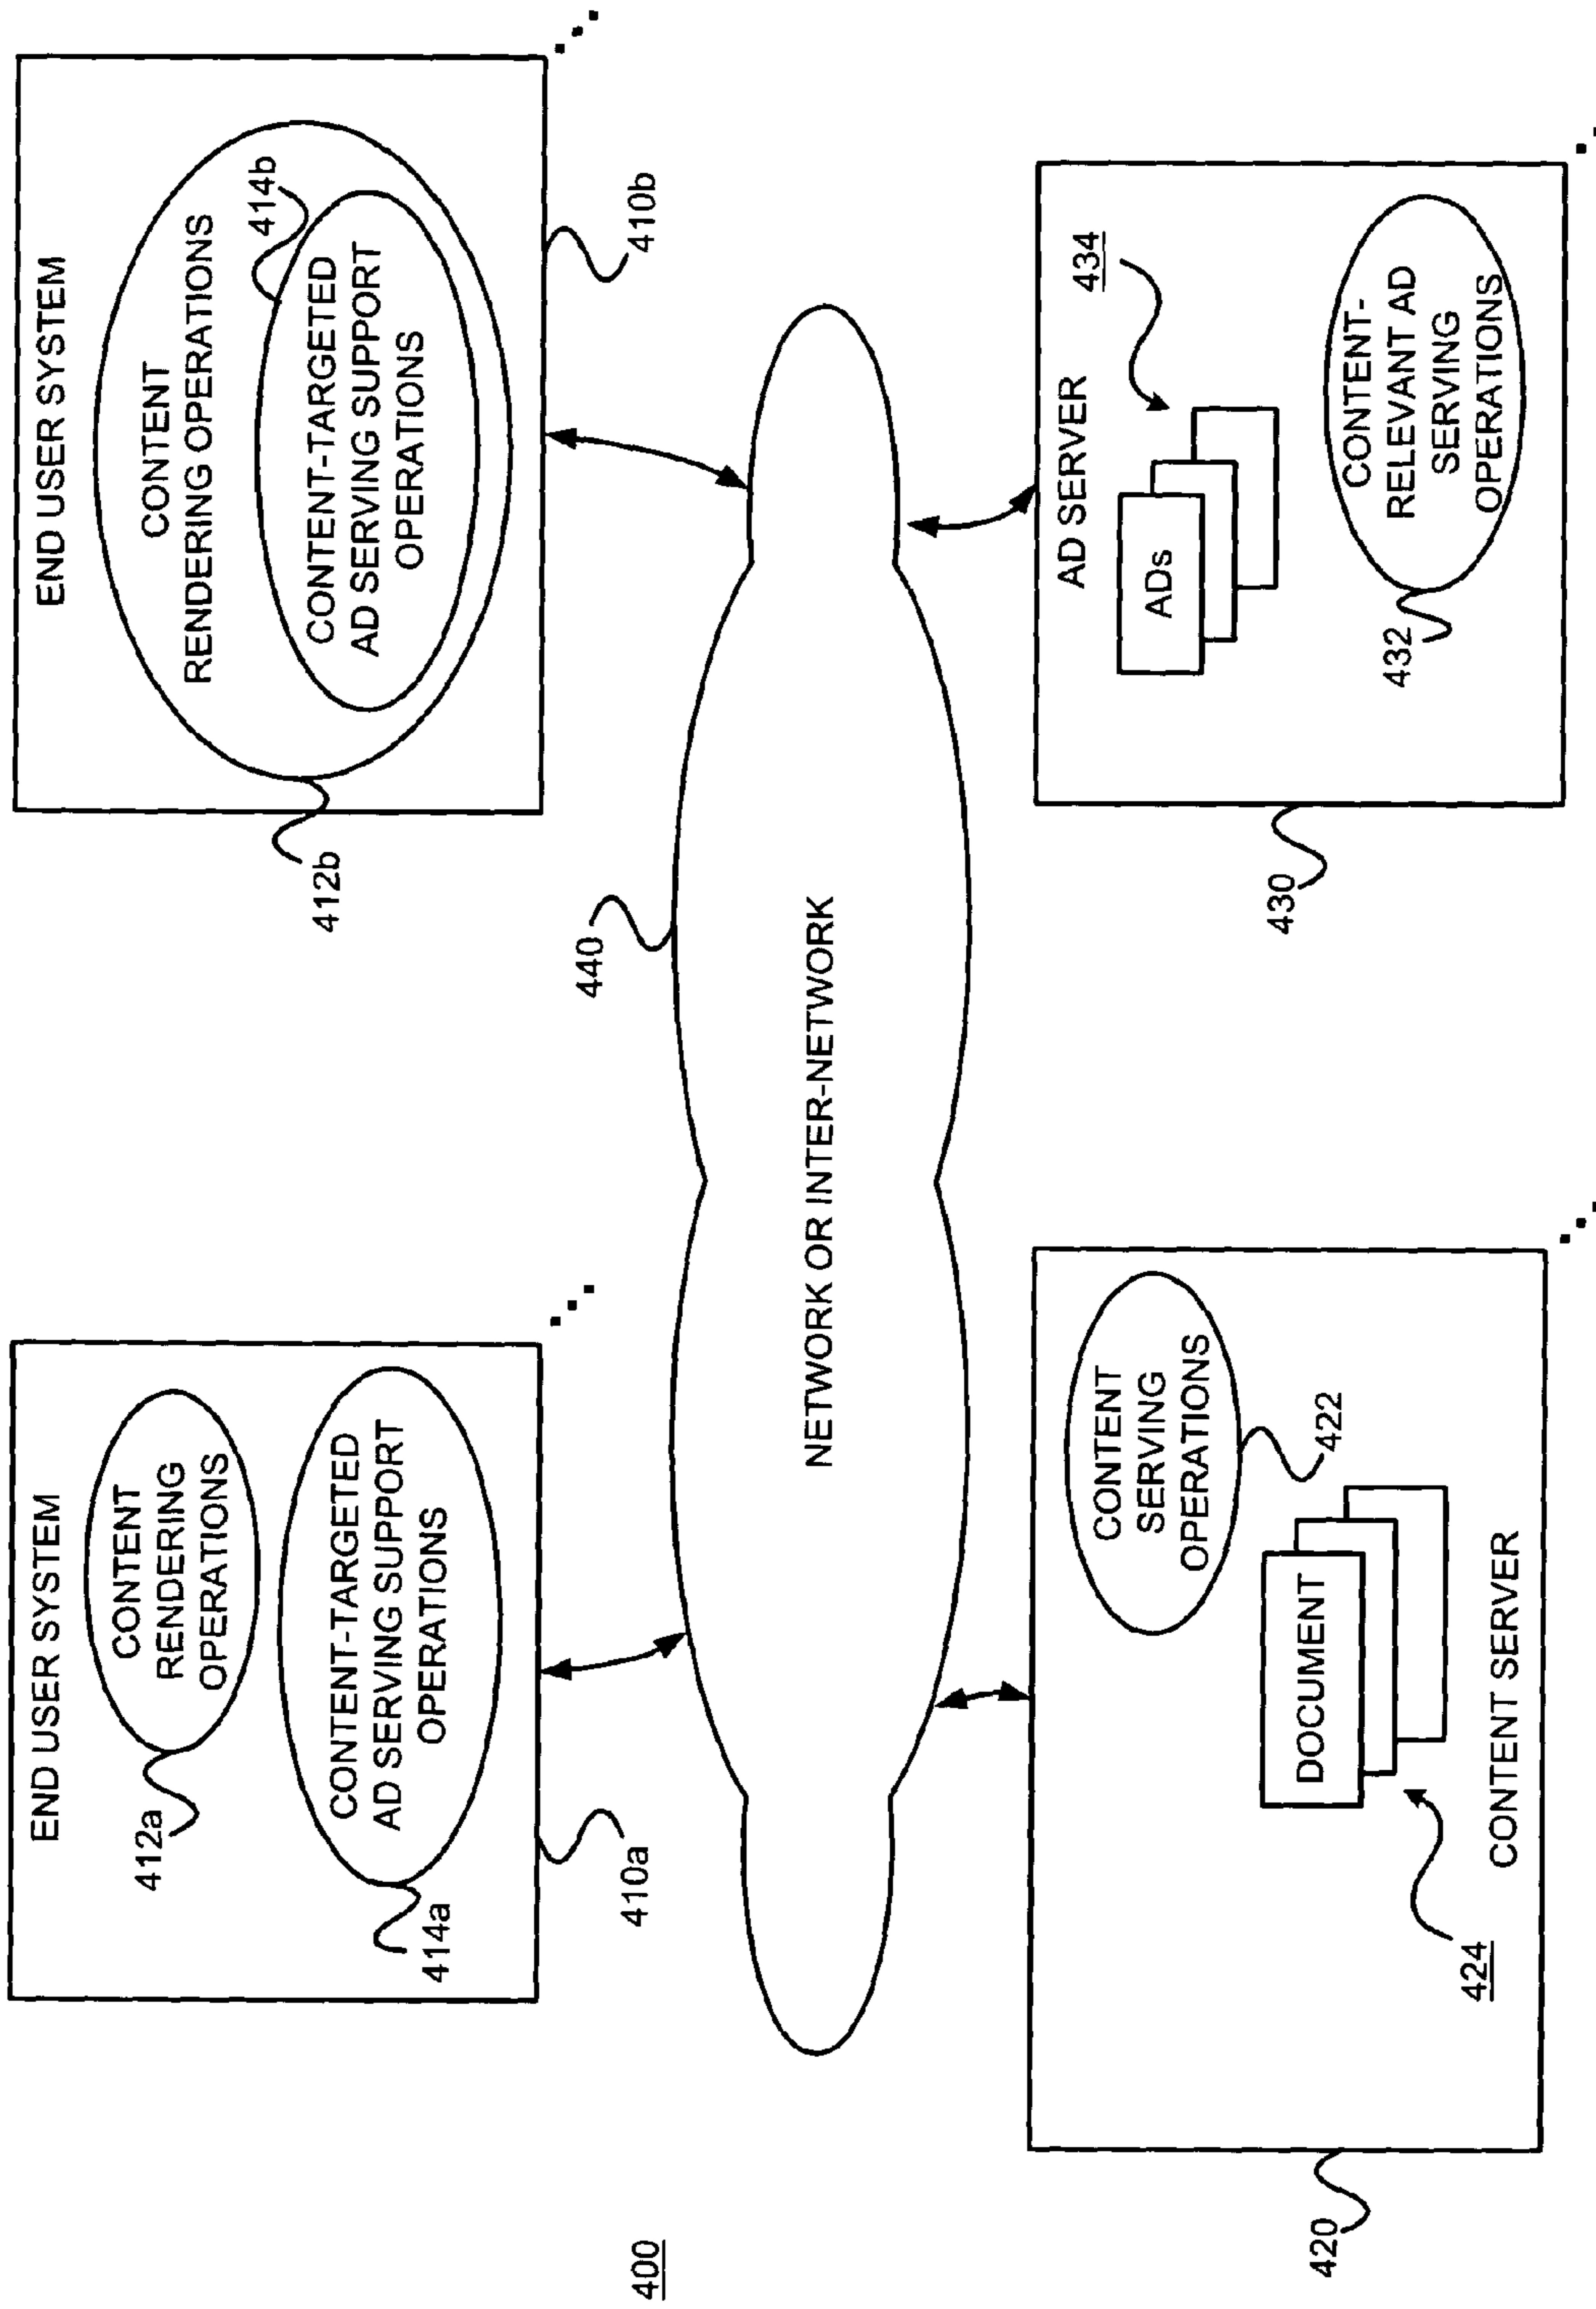 400
END USER SYSTEM
CONTENT
RENDERING
OPERATIONS
412a
CONTENT-TARGETED
AD SERVING SUPPORT
OPERATIONS
414a
410a
END USER SYSTEM
CONTENT
RENDERING OPERATIONS
414b
CONTENT-TARGETED
AD SERVING SUPPORT
OPERATIONS
412b
410b
440
NETWORK OR INTER-NETWORK
CONTENT
SERVING
OPERATIONS
422
DOCUMENT
424
CONTENT SERVER
420
AD SERVER
434
ADs
CONTENT-
RELEVANT AD
SERVING
OPERATIONS
432
430